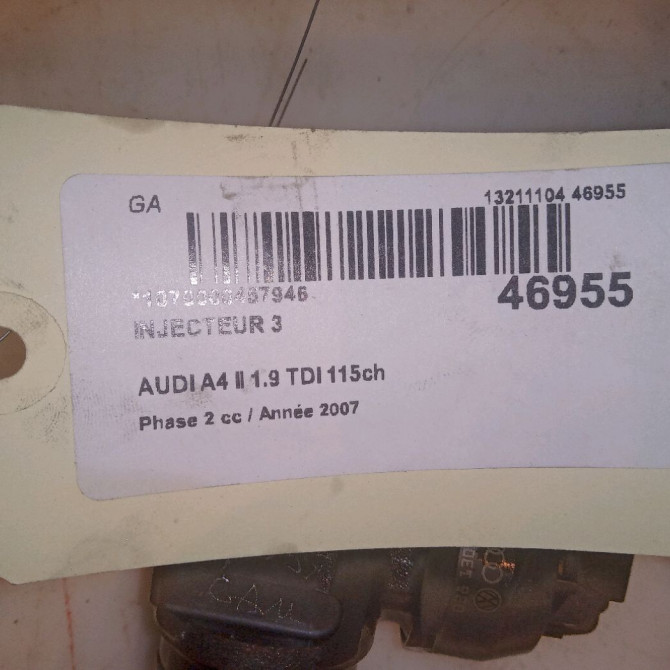 GA
13211104 46955
46955
INJECTEUR 3
AUDI A4 II 1.9 TDI 115ch
Phase 2 cc / Année 2007